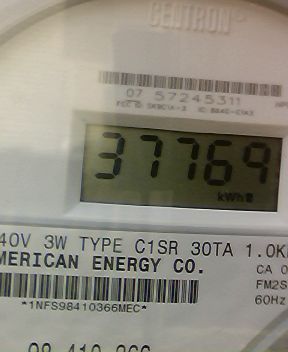 CENTRON
07 57245311
37769
kWh
40V 3W TYPE C1SR 30TA 1.0K
MERICAN ENERGY CO.
CA 0
FM2S
60Hz
*1NFS98410366MEC*